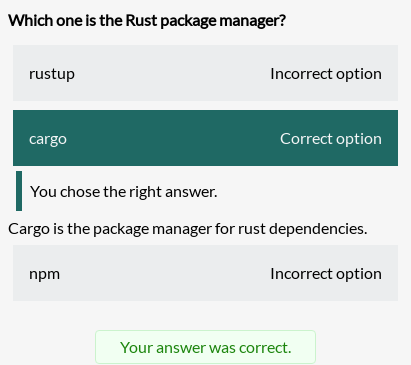 Which one is the Rust package manager?
rustup Incorrect option
cargo Correct option
You chose the right answer.
Cargo is the package manager for rust dependencies.
npm Incorrect option
Your answer was correct.